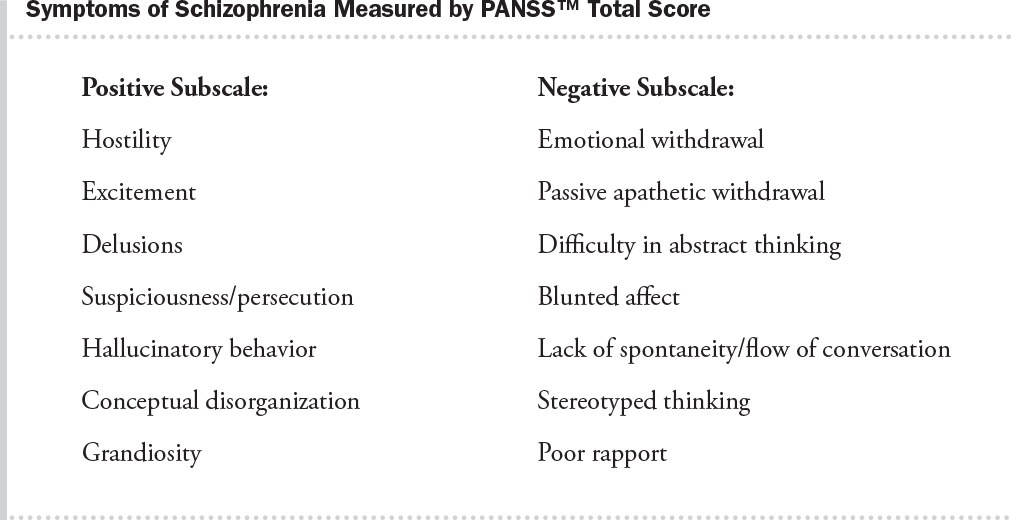 Symptoms of Schizophrenia Measured by PANSS™ Total Score
Positive Subscale:
Hostility
Excitement
Delusions
Suspiciousness/persecution
Hallucinatory behavior
Conceptual disorganization
Grandiosity
Negative Subscale:
Emotional withdrawal
Passive apathetic withdrawal
Difficulty in abstract thinking
Blunted affect
Lack of spontaneity/flow of conversation
Stereotyped thinking
Poor rapport